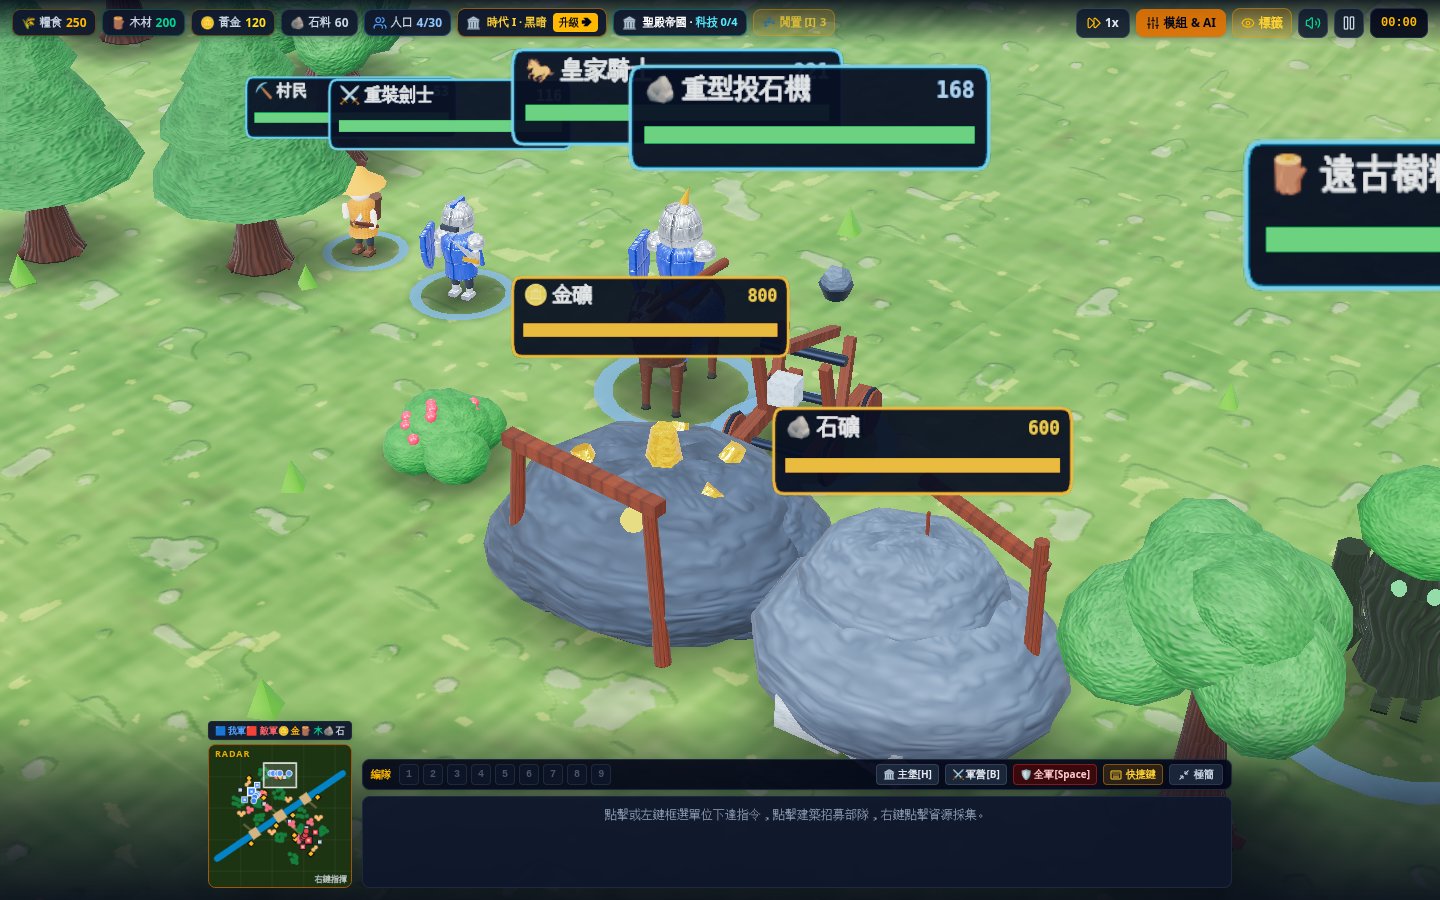 糧食 250
木材 200
黃金 120
石料 60
人口 4/30
時代 I · 黑暗
升級
聖殿帝國 · 科技 0/4
閒置 [I] 3
1x
模組 & AI
標籤
00:00
村民
重裝劍士
皇家騎士
重型投石機 168
遠古樹
金礦 800
石礦 600
我軍 敵軍 金 木 石
RADAR
右鍵指揮
編隊 1 2 3 4 5 6 7 8 9
主堡[H]
軍營[B]
全軍[Space]
快捷鍵
極簡
點擊或左鍵框選單位下達指令，點擊建築招募部隊，右鍵點擊資源採集。